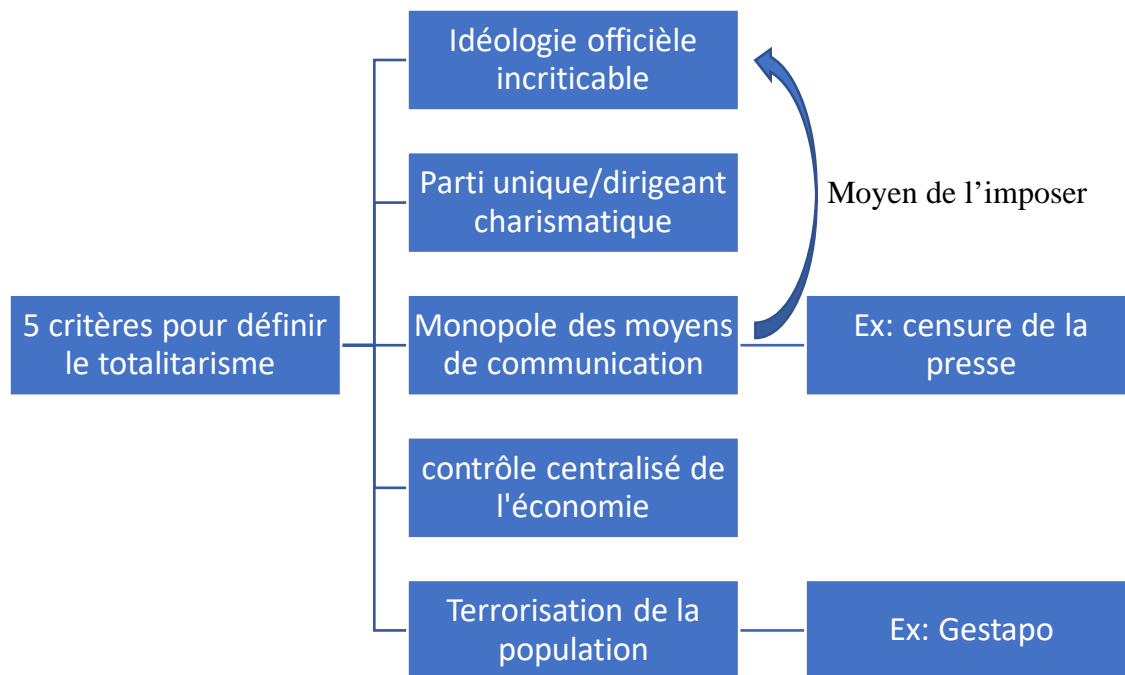 Idéologie officièle
incriticable
Parti unique/dirigeant
charismatique
Moyen de l’imposer
5 critères pour définir
le totalitarisme
Monopole des moyens
de communication
Ex: censure de la
presse
contrôle centralisé de
l'économie
Terrorisation de la
population
Ex: Gestapo